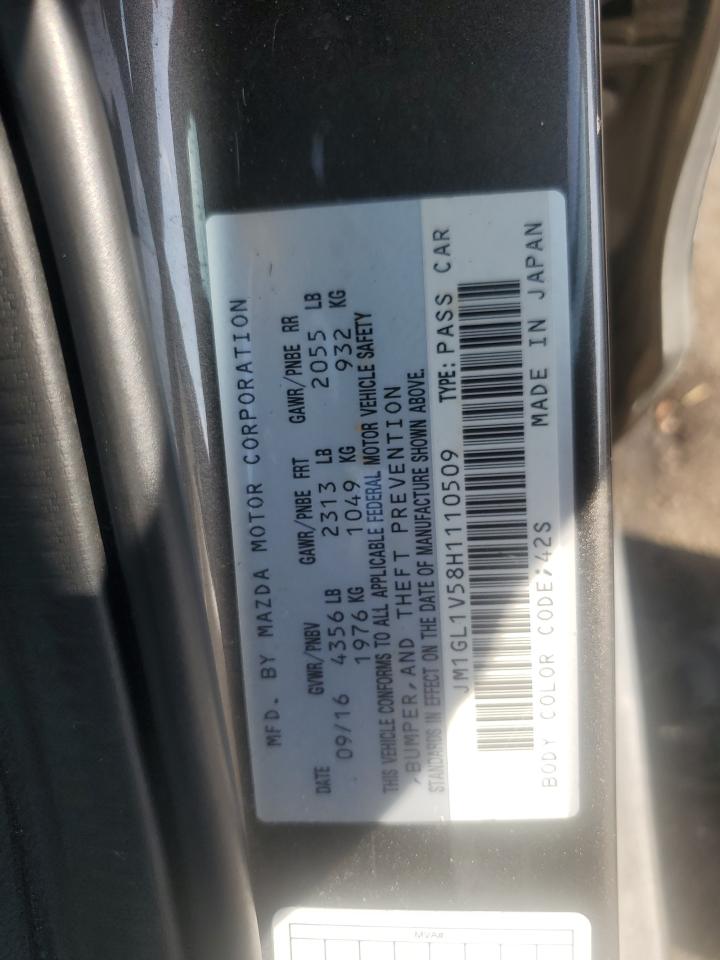 MFD. BY MAZDA MOTOR CORPORATION
DATE GVWR/PNBV GAWR/PNBE FRT GAWR/PNBE RR
09/16 4356 LB 2313 LB 2055 LB
1976 KG 1049 KG 932 KG
THIS VEHICLE CONFORMS TO ALL APPLICABLE FEDERAL MOTOR VEHICLE SAFETY
,BUMPER, AND THEFT PREVENTION
STANDARDS IN EFFECT ON THE DATE OF MANUFACTURE SHOWN ABOVE.
JM1GL1V58H1110509 TYPE: PASS CAR
BODY COLOR CODE: 42S MADE IN JAPAN
MVA#